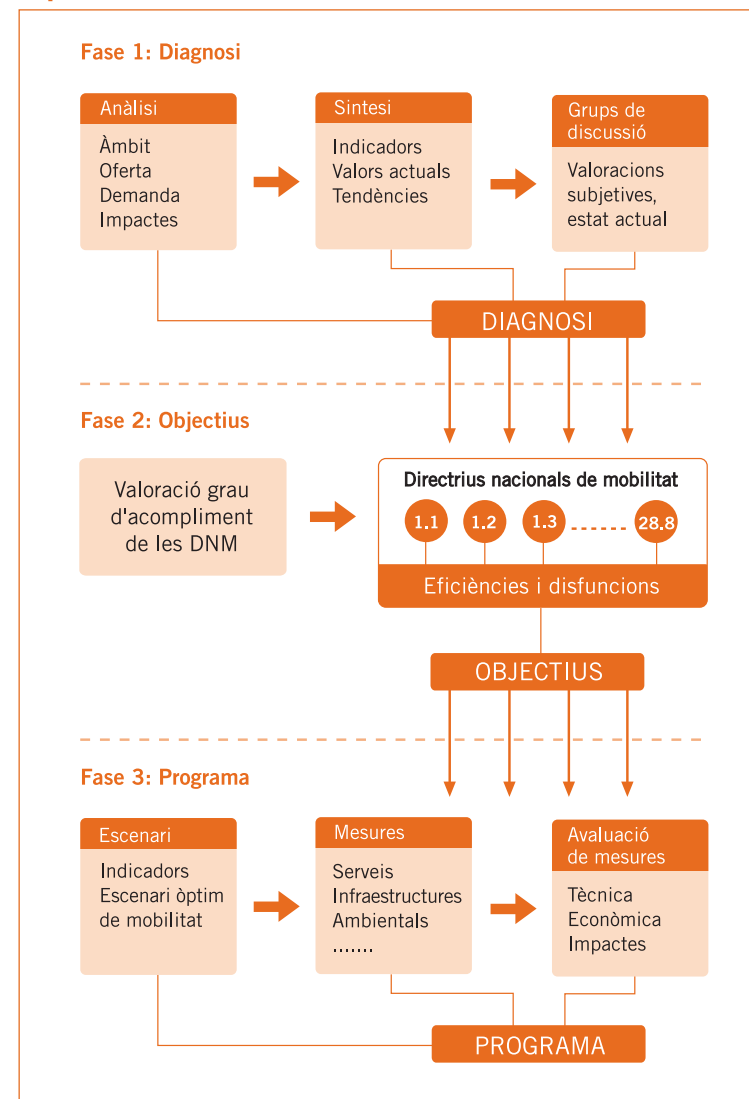 Fase 1: Diagnosi
Anàlisi
Àmbit
Oferta
Demanda
Impactes
Sintesi
Indicadors
Valors actuals
Tendències
Grups de
discussió
Valoracions
subjetives,
estat actual
DIAGNOSI
Fase 2: Objectius
Valoració grau
d'acompliment
de les DNM
Directrius nacionals de mobilitat
1.1 1.2 1.3 ....... 28.8
Eficiències i disfuncions
OBJECTIUS
Fase 3: Programa
Escenari
Indicadors
Escenari òptim
de mobilitat
Mesures
Serveis
Infraestructures
Ambientals
.......
Avaluació
de mesures
Tècnica
Econòmica
Impactes
PROGRAMA